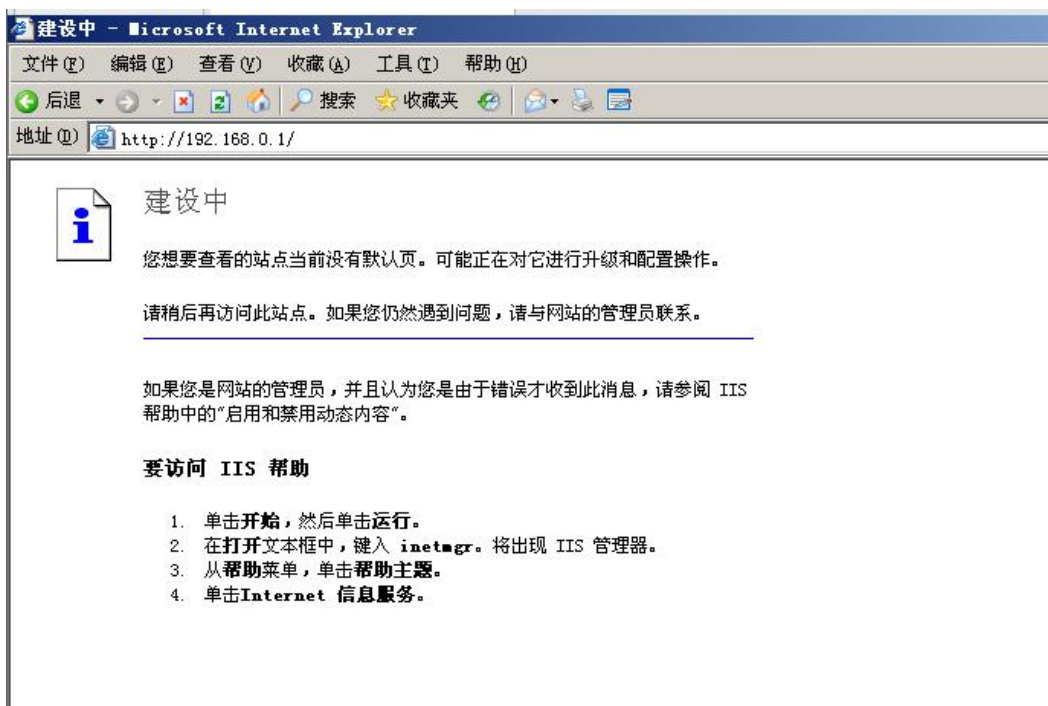 建设中 - Microsoft Internet Explorer
文件(F) 编辑(E) 查看(V) 收藏(A) 工具(T) 帮助(H)
后退 搜索 收藏夹
地址(D) http://192.168.0.1/
建设中
您想要查看的站点当前没有默认页。可能正在对它进行升级和配置操作。
请稍后再访问此站点。如果您仍然遇到问题，请与网站的管理员联系。
如果您是网站的管理员，并且认为您是由于错误才收到此消息，请参阅 IIS
帮助中的"启用和禁用动态内容"。
要访问 IIS 帮助
1. 单击开始，然后单击运行。
2. 在打开文本框中，键入 inetmgr。将出现 IIS 管理器。
3. 从帮助菜单，单击帮助主题。
4. 单击Internet 信息服务。